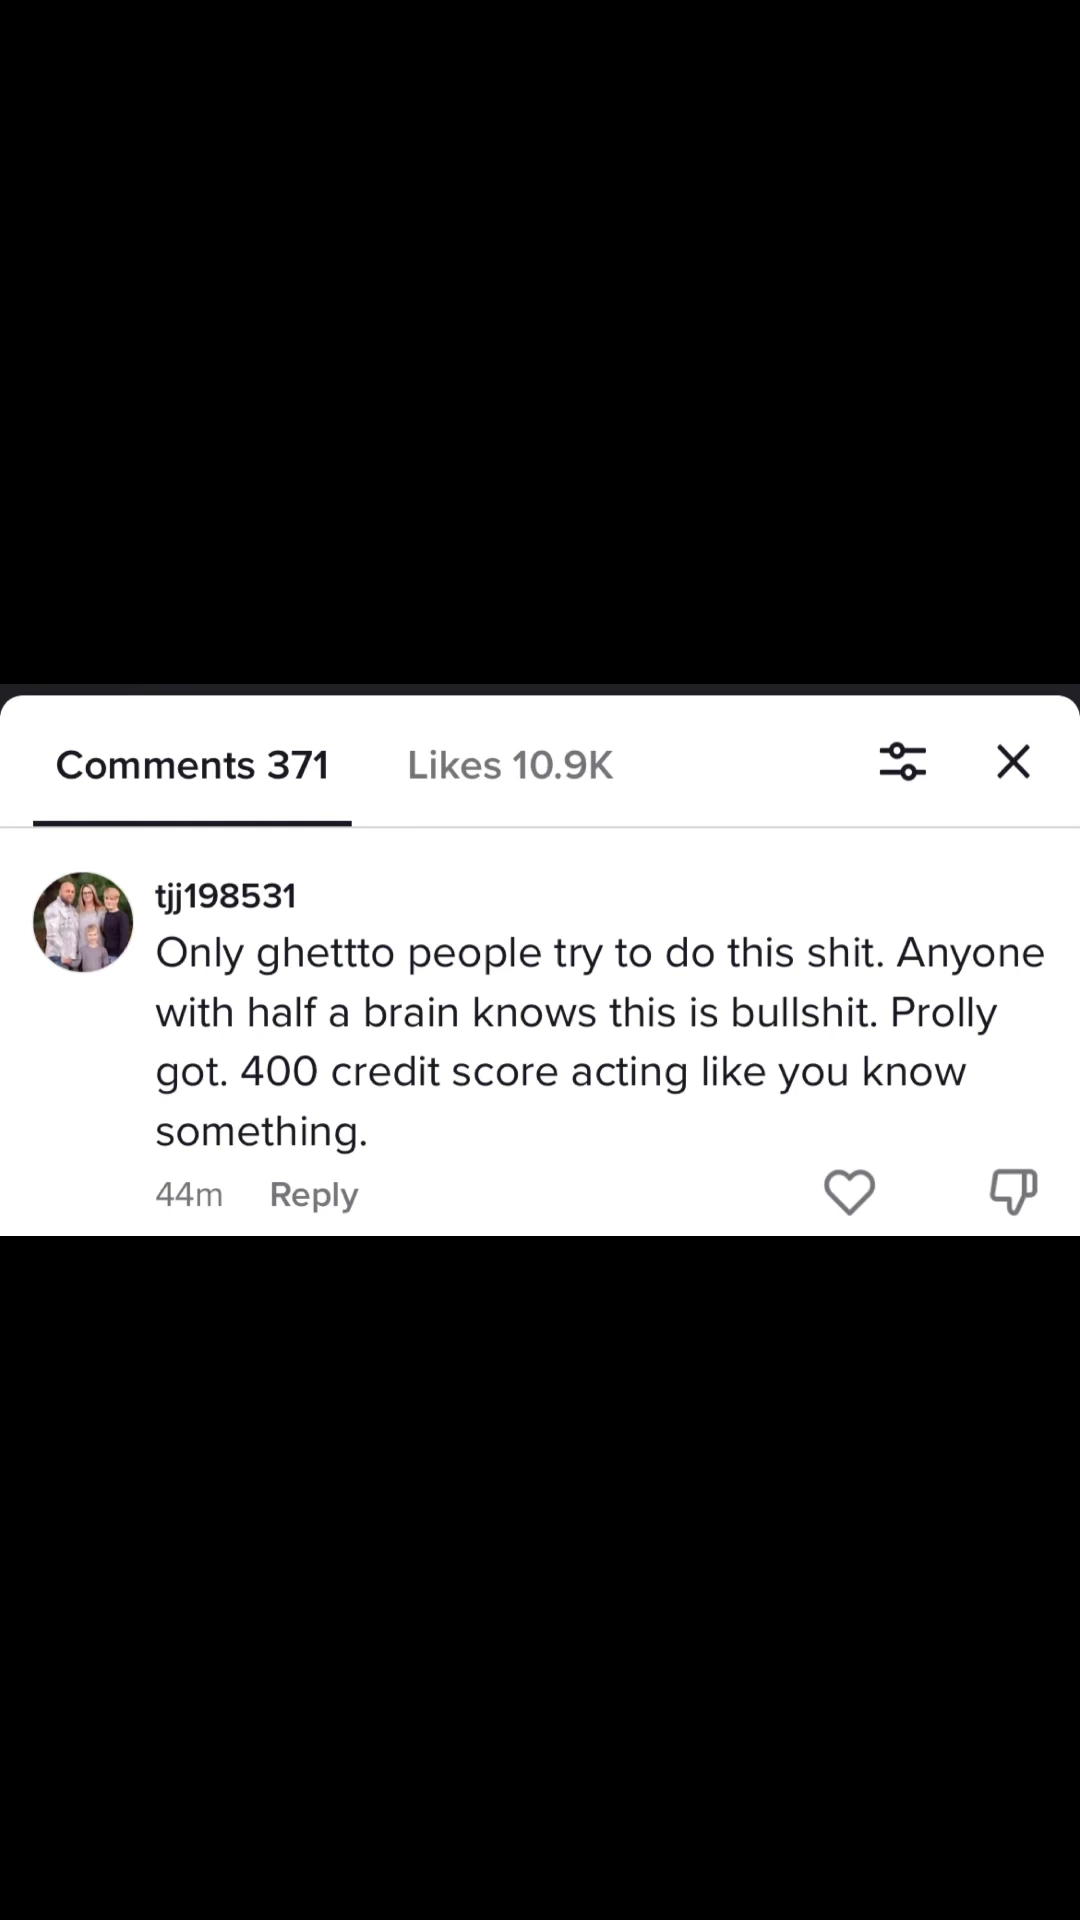 Comments 371 Likes 10.9K
tjj198531
Only ghettto people try to do this shit. Anyone
with half a brain knows this is bullshit. Prolly
got. 400 credit score acting like you know
something.
44m Reply